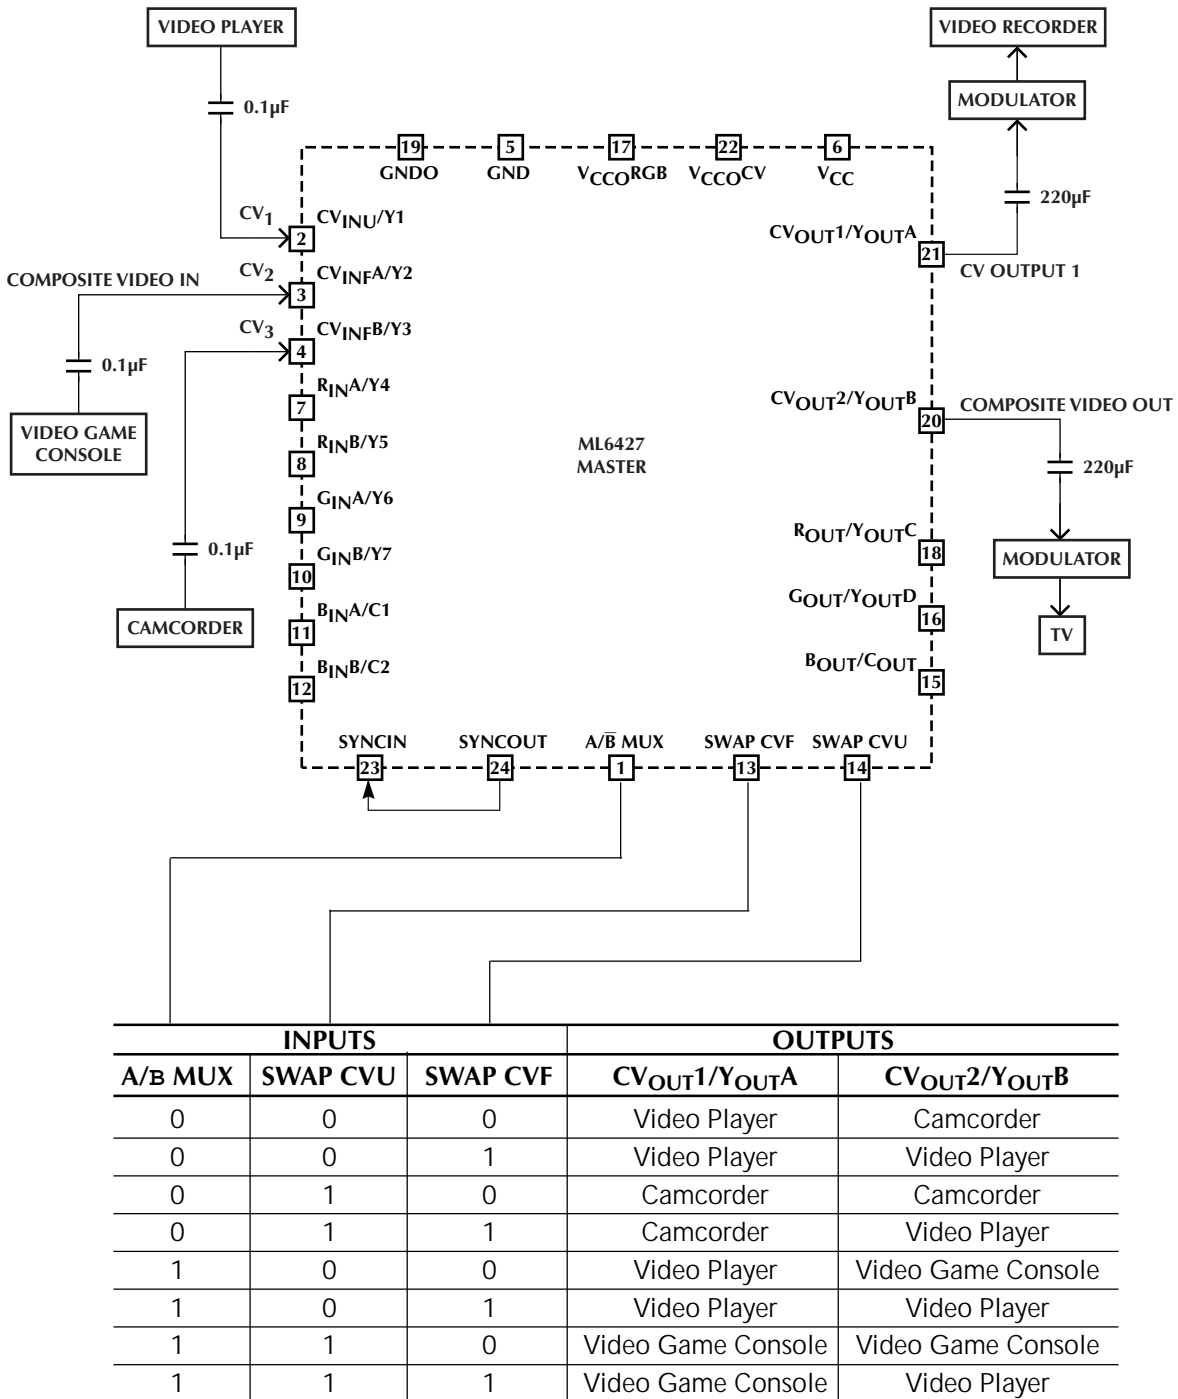 VIDEO PLAYER
VIDEO RECORDER
MODULATOR
0.1µF
220µF
19 5 17 22 6
GNDO GND VCCORGB VCCOCV VCC
CV1 CVINU/Y1
2
CVOUT1/YOUTA
21
CV OUTPUT 1
COMPOSITE VIDEO IN
CV2 CVINFA/Y2
3
CV3 CVINFB/Y3
4
0.1µF
RINA/Y4
7
CVOUT2/YOUTB
20
COMPOSITE VIDEO OUT
VIDEO GAME
CONSOLE
RINB/Y5
8
ML6427
MASTER
220µF
GINA/Y6
9
ROUT/YOUTC
18
MODULATOR
0.1µF
GINB/Y7
10
GOUT/YOUTD
16
CAMCORDER
BINA/C1
11
TV
BINB/C2
12
BOUT/COUT
15
SYNCIN SYNCOUT A/B̅ MUX SWAP CVF SWAP CVU
23 24 1 13 14
INPUTS OUTPUTS
A/B MUX SWAP CVU SWAP CVF CVOUT1/YOUTA CVOUT2/YOUTB
0 0 0 Video Player Camcorder
0 0 1 Video Player Video Player
0 1 0 Camcorder Camcorder
0 1 1 Camcorder Video Player
1 0 0 Video Player Video Game Console
1 0 1 Video Player Video Player
1 1 0 Video Game Console Video Game Console
1 1 1 Video Game Console Video Player